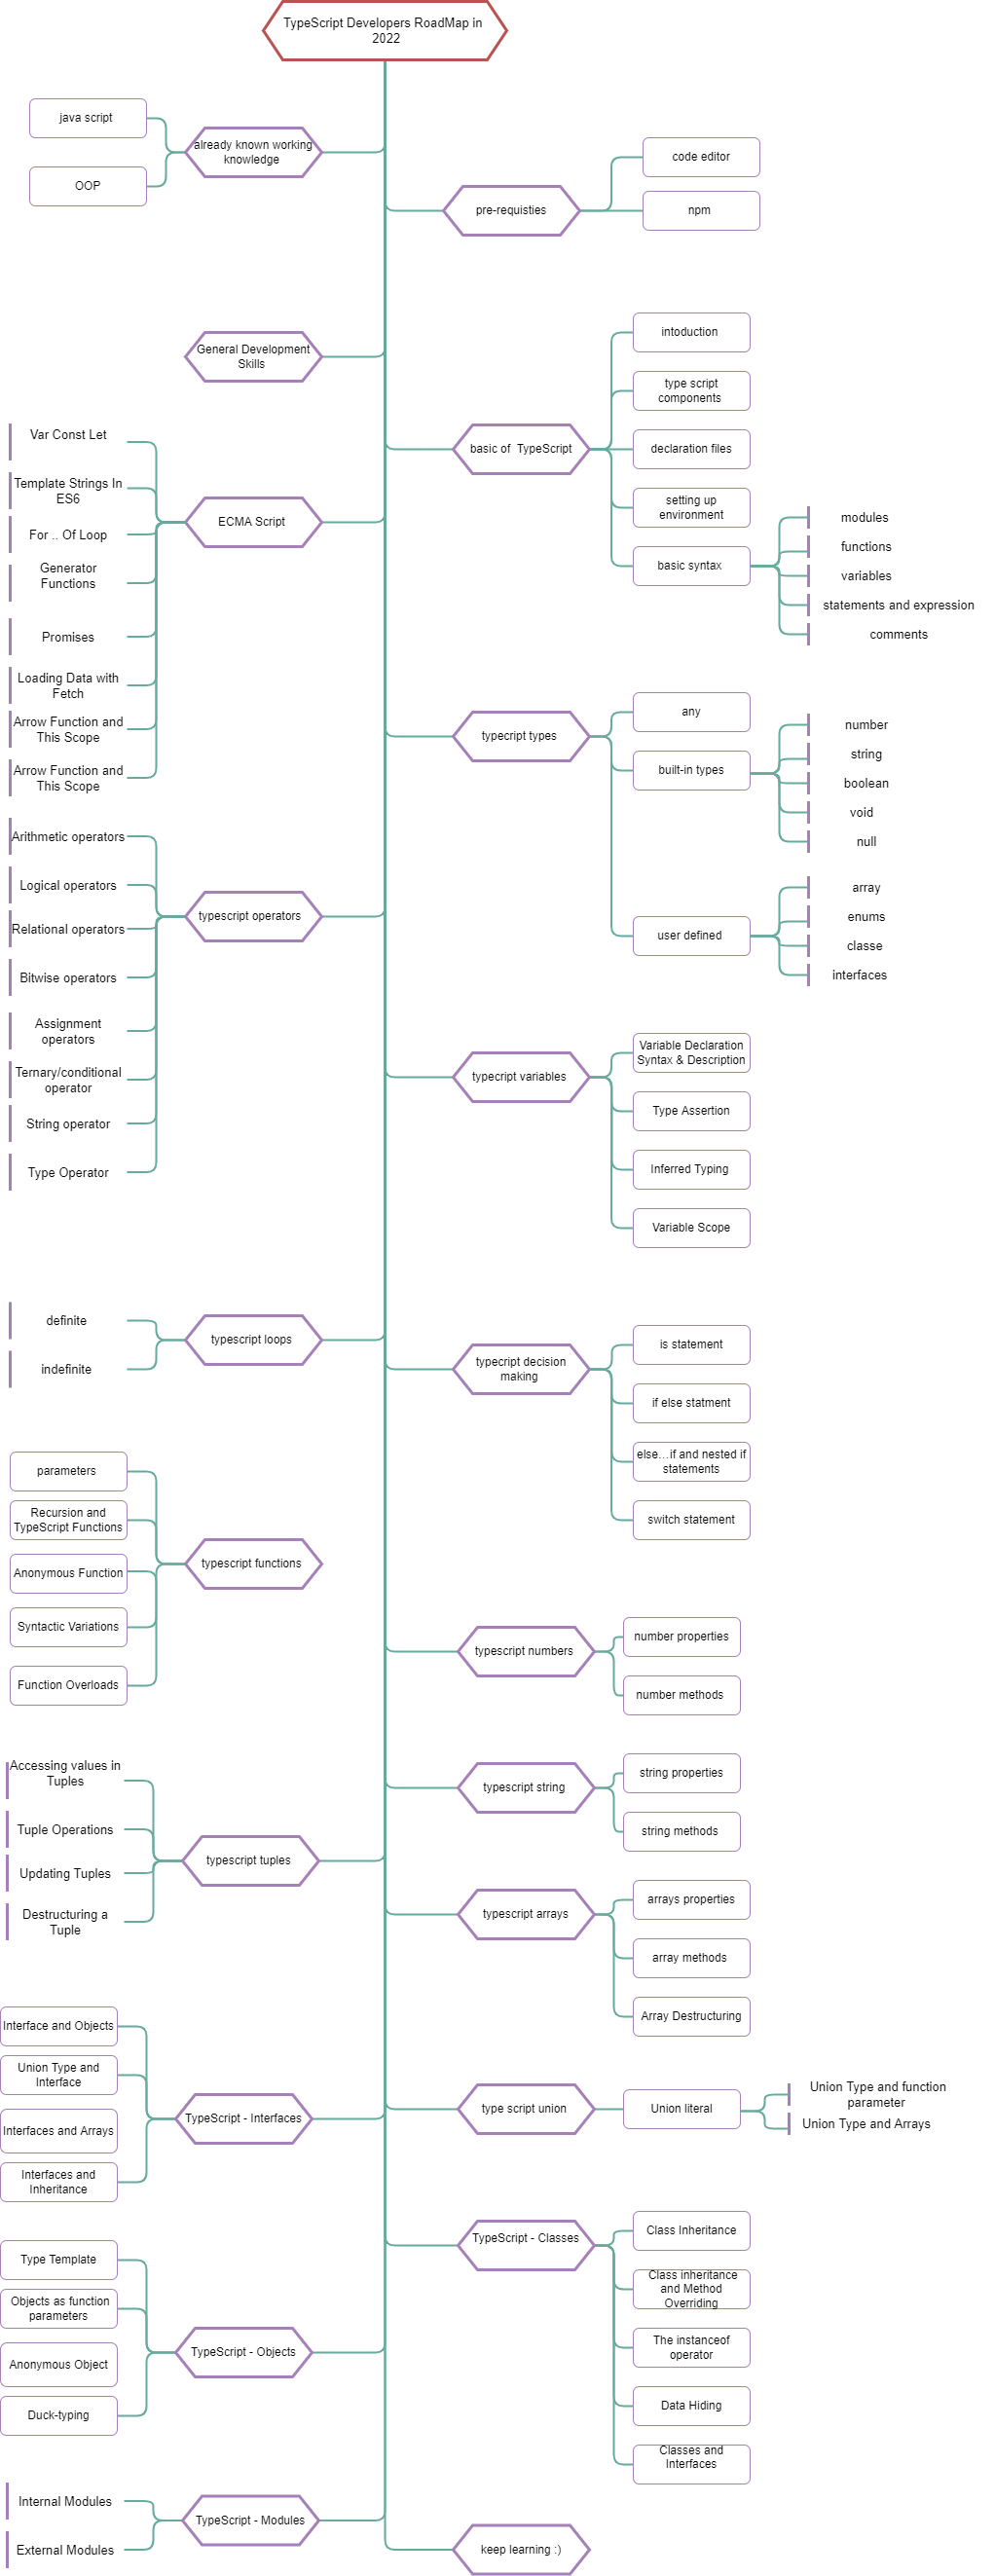 TypeScript Developers RoadMap in
2022
java script
OOP
already known working
knowledge
code editor
npm
pre-requisties
General Development
Skills
intoduction
type script
components
declaration files
setting up
environment
basic syntax
basic of  TypeScript
modules
functions
variables
statements and expression
comments
Var Const Let
Template Strings In
ES6
For .. Of Loop
Generator
Functions
Promises
Loading Data with
Fetch
Arrow Function and
This Scope
Arrow Function and
This Scope
ECMA Script
typecript types
any
built-in types
user defined
number
string
boolean
void
null
array
enums
classe
interfaces
Arithmetic operators
Logical operators
Relational operators
Bitwise operators
Assignment
operators
Ternary/conditional
operator
String operator
Type Operator
typescript operators
typecript variables
Variable Declaration
Syntax & Description
Type Assertion
Inferred Typing
Variable Scope
definite
indefinite
typescript loops
typecript decision
making
is statement
if else statment
else...if and nested if
statements
switch statement
parameters
Recursion and
TypeScript Functions
Anonymous Function
Syntactic Variations
Function Overloads
typescript functions
typescript numbers
number properties
number methods
typescript string
string properties
string methods
Accessing values in
Tuples
Tuple Operations
Updating Tuples
Destructuring a
Tuple
typescript tuples
typescript arrays
arrays properties
array methods
Array Destructuring
Interface and Objects
Union Type and
Interface
Interfaces and Arrays
Interfaces and
Inheritance
TypeScript - Interfaces
type script union
Union literal
Union Type and function
parameter
Union Type and Arrays
TypeScript - Classes
Class Inheritance
Class inheritance
and Method
Overriding
The instanceof
operator
Data Hiding
Classes and
Interfaces
Type Template
Objects as function
parameters
Anonymous Object
Duck-typing
TypeScript - Objects
Internal Modules
External Modules
TypeScript - Modules
keep learning :)